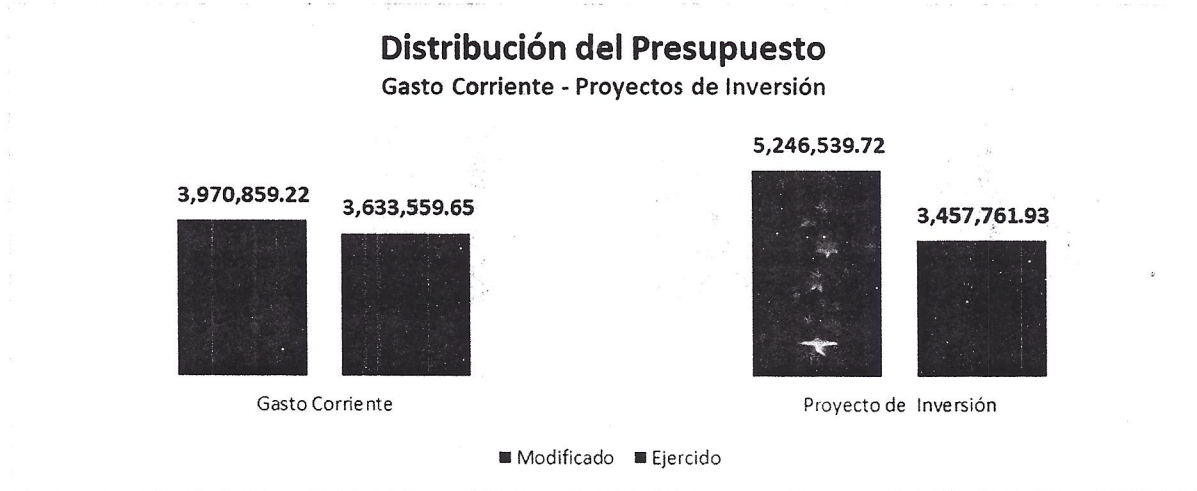 Distribución del Presupuesto
Gasto Corriente - Proyectos de Inversión
5,246,539.72
3,970,859.22
3,633,559.65
3,457,761.93
Gasto Corriente
Proyecto de Inversión
Modificado
Ejercido